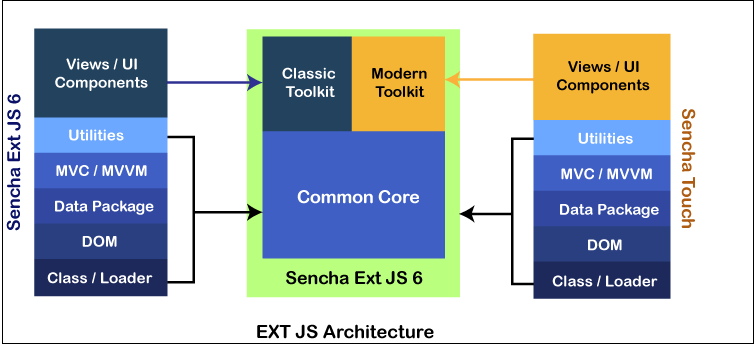 Sencha Ext JS 6
Views / UI
Components
Utilities
MVC / MVVM
Data Package
DOM
Class / Loader
Classic
Toolkit
Modern
Toolkit
Common Core
Sencha Ext JS 6
Views / UI
Components
Utilities
MVC / MVVM
Data Package
DOM
Class / Loader
Sencha Touch
EXT JS Architecture